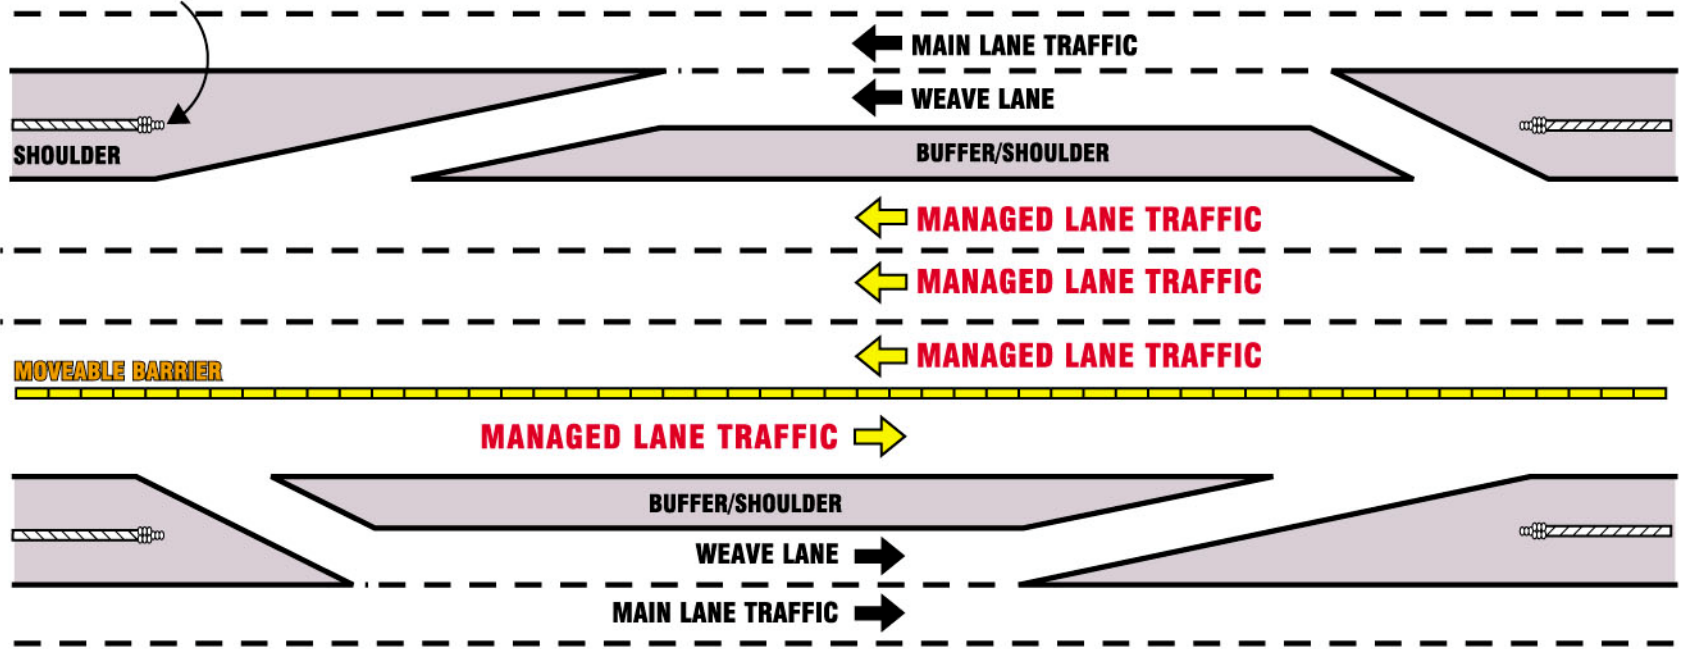 MAIN LANE TRAFFIC
WEAVE LANE
SHOULDER
BUFFER/SHOULDER
MANAGED LANE TRAFFIC
MANAGED LANE TRAFFIC
MANAGED LANE TRAFFIC
MOVEABLE BARRIER
MANAGED LANE TRAFFIC
BUFFER/SHOULDER
WEAVE LANE
MAIN LANE TRAFFIC